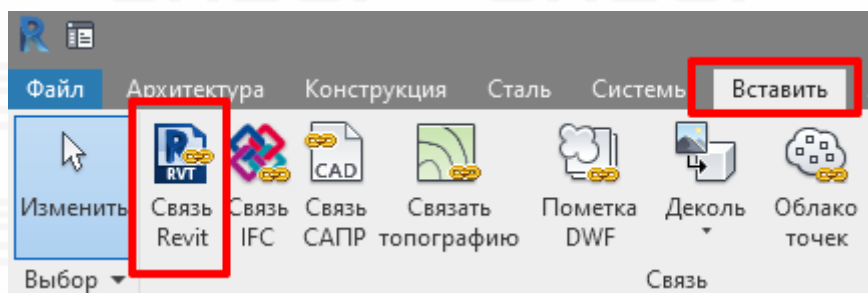 Файл Архитектура Конструкция Сталь Системы Вставить
RVT CAD
Изменить Связь Связь Связь Связать Пометка Деколь Облако
Revit IFC САПР топографию DWF точек
Выбор Связь